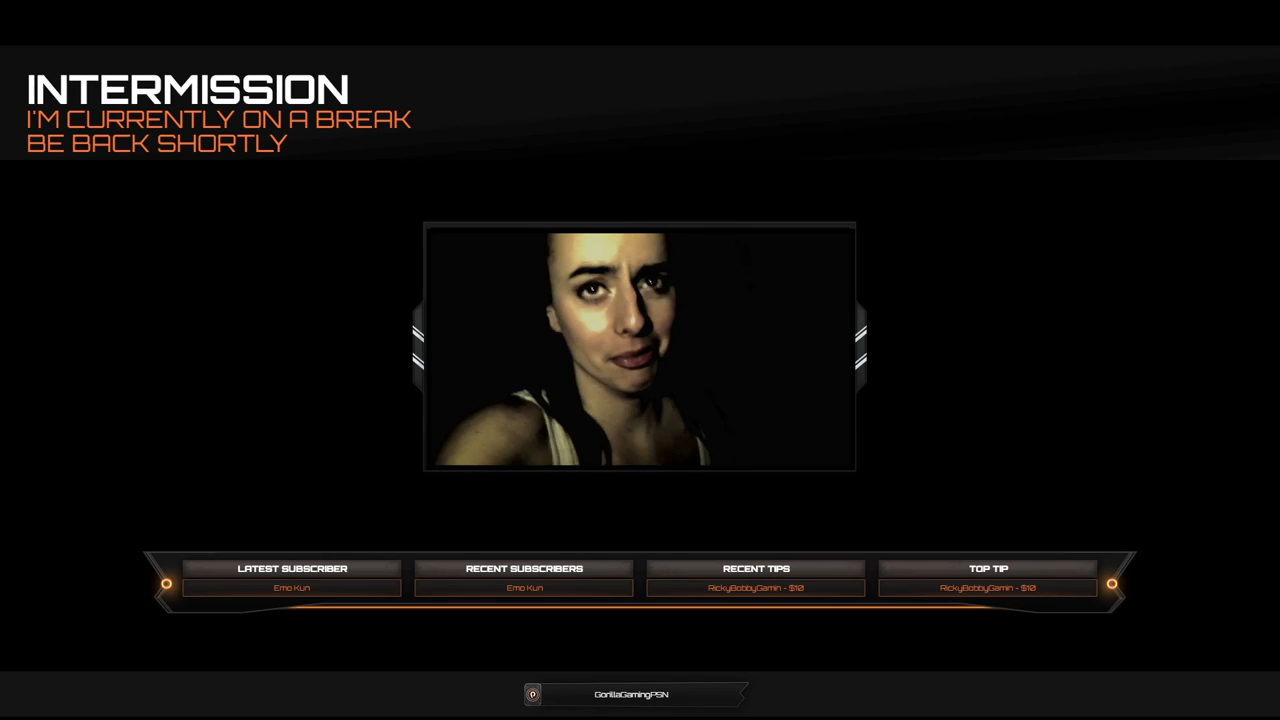 INTERMISSION
I'M CURRENTLY ON A BREAK
BE BACK SHORTLY
LATEST SUBSCRIBER
Emo Kun
RECENT SUBSCRIBERS
Emo Kun
RECENT TIPS
RickyBobbyGamin - $10
TOP TIP
RickyBobbyGamin - $10
GorillaGamingPSN